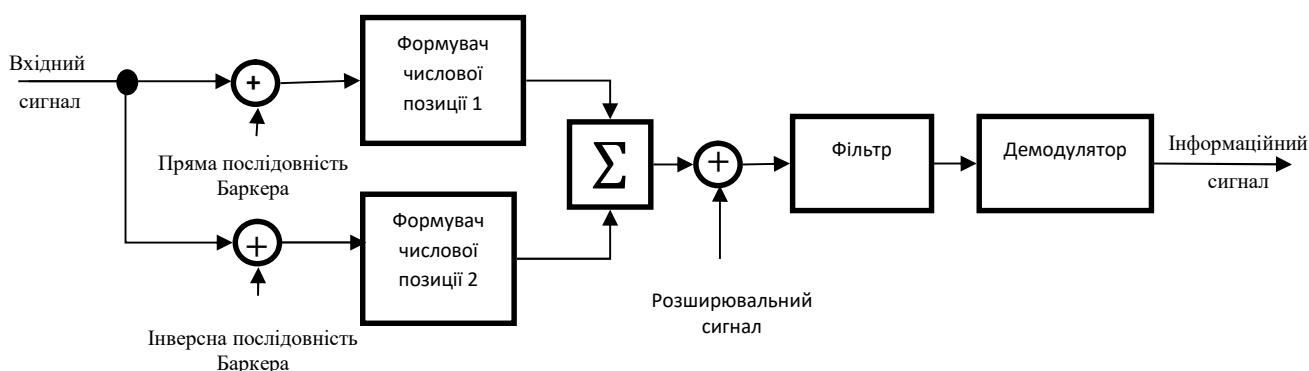 Вхідний
сигнал
+
Пряма послідовність
Баркера
Формувач
числової
позиції 1
+
Інверсна послідовність
Баркера
Формувач
числової
позиції 2
Σ
+
Розширювальний
сигнал
Фільтр
Демодулятор
Інформаційний
сигнал